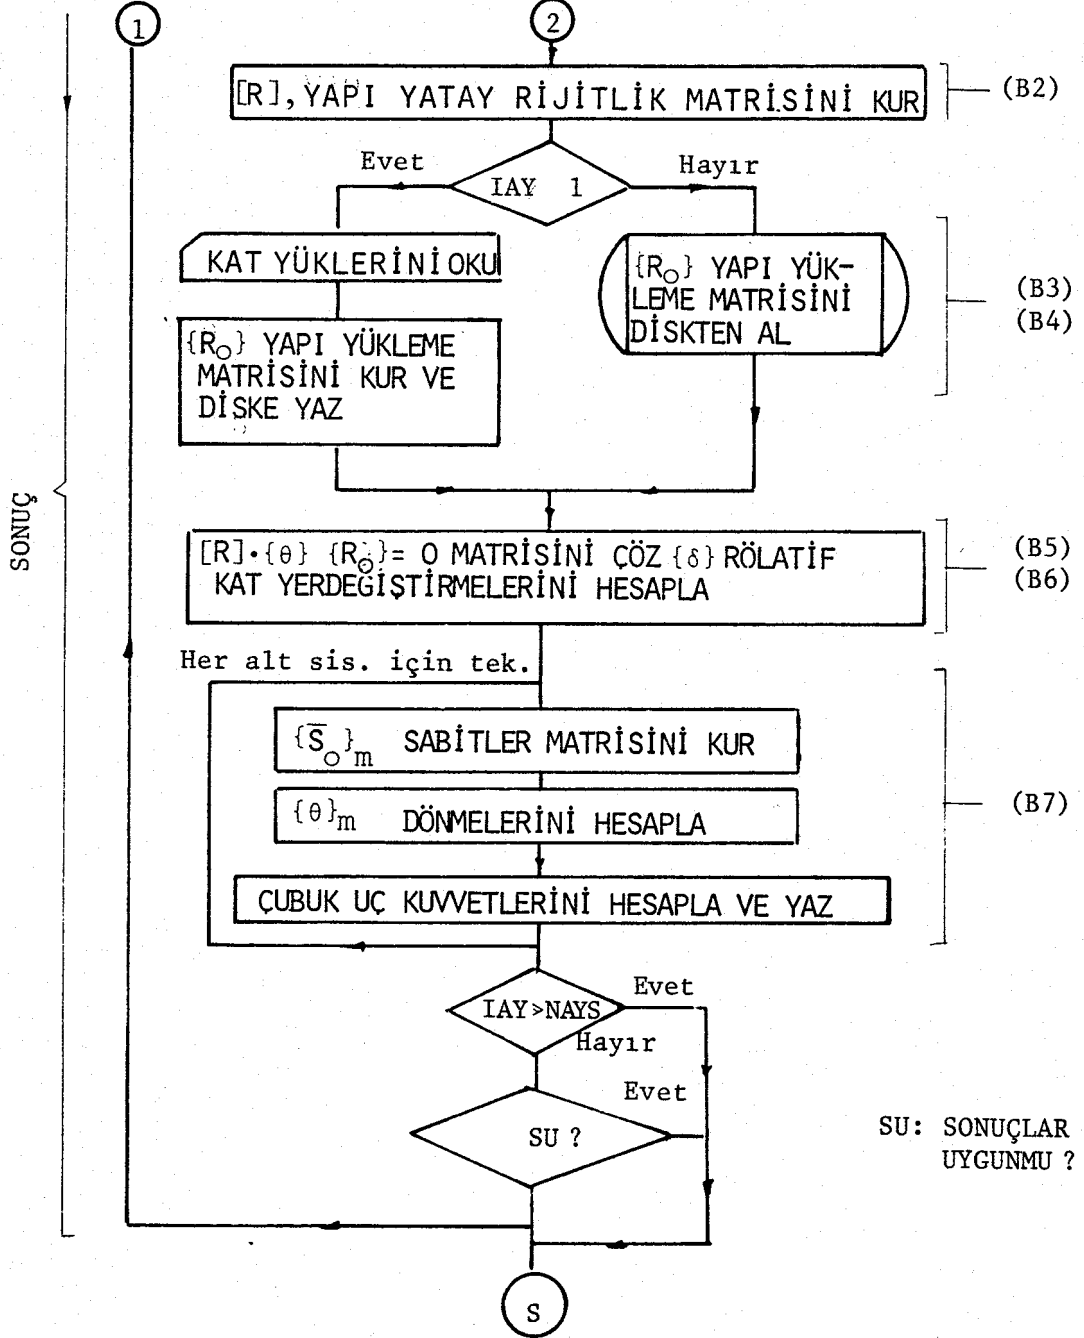 1
2
[R], YAPI YATAY RİJİTLİK MATRİSİNİ KUR
(B2)
Evet
Hayır
IAY 1
KAT YÜKLERİNİ OKU
{R₀} YAPI YÜK-
LEME MATRİSİNİ
DİSKTEN AL
(B3)
(B4)
{R₀} YAPI YÜKLEME
MATRİSİNİ KUR VE
DİSKE YAZ
SONUÇ
[R]·{θ} {R₀}= 0 MATRİSİNİ ÇÖZ {δ} RÖLATİF
KAT YERDEĞİŞTİRMELERİNİ HESAPLA
(B5)
(B6)
Her alt sis. için tek.
{S̅₀}m SABİTLER MATRİSİNİ KUR
{θ}m DÖNMELERİNİ HESAPLA
(B7)
ÇUBUK UÇ KUVVETLERİNİ HESAPLA VE YAZ
Evet
IAY>NAYS
Hayır
Evet
SU ?
SU: SONUÇLAR
UYGUNMU ?
S